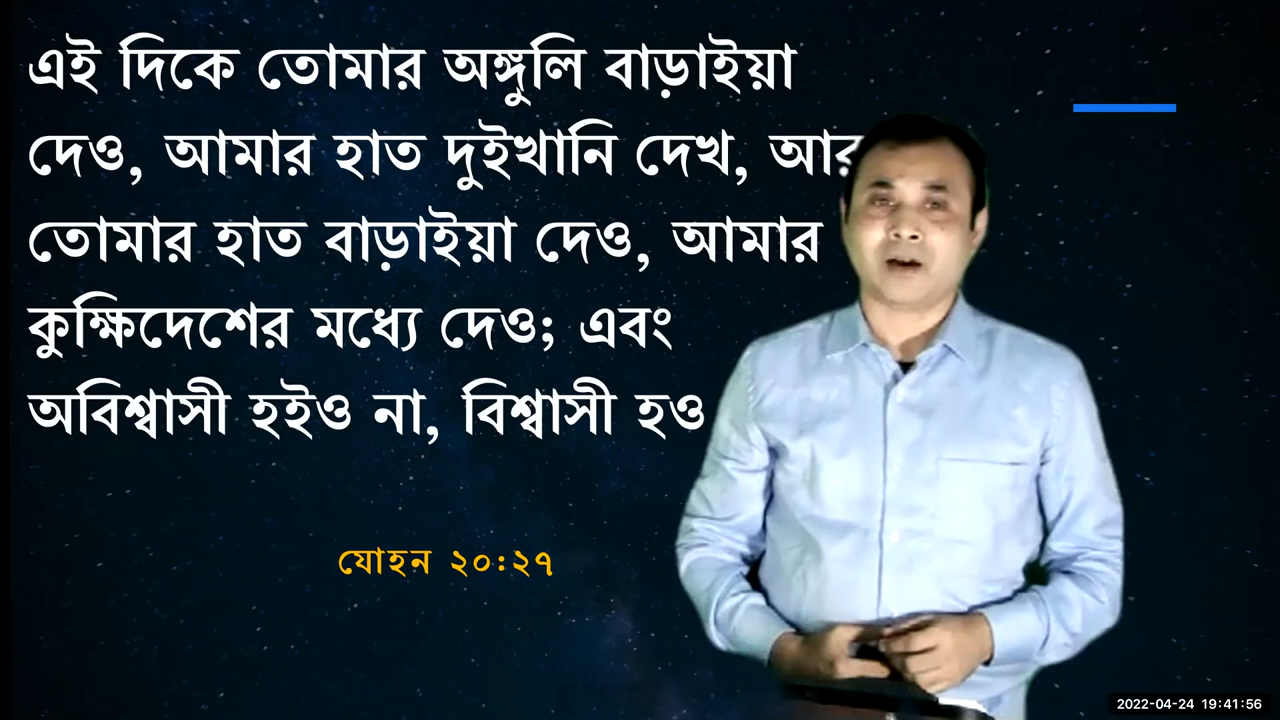 এই দিকে তোমার অঙ্গুলি বাড়াইয়া
দেও, আমার হাত দুইখানি দেখ, আর
তোমার হাত বাড়াইয়া দেও, আমার
কুক্ষিদেশের মধ্যে দেও; এবং
অবিশ্বাসী হইও না, বিশ্বাসী হও
যোহন ২০:২৭
2022-04-24 19:41:56